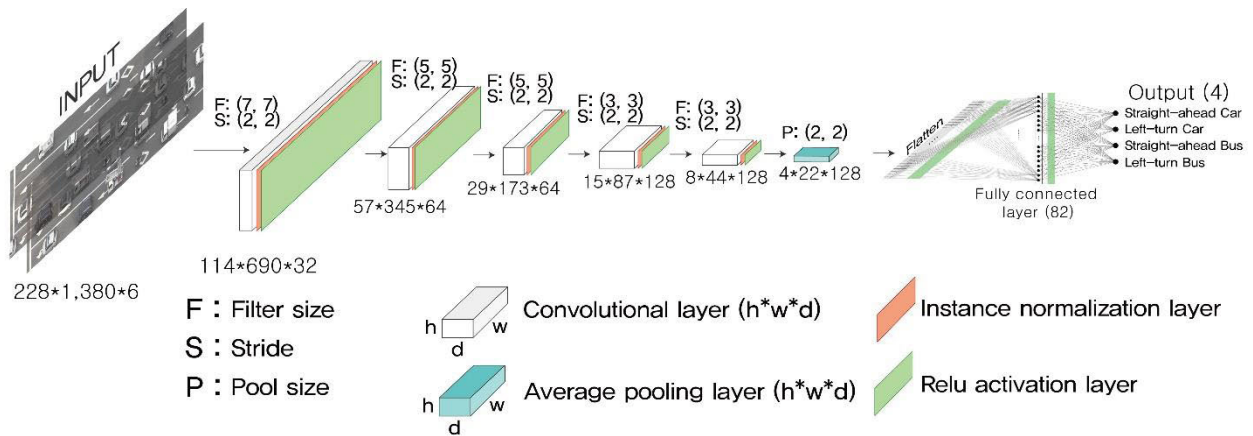 INPUT
228*1,380*6
F: (7, 7)
S: (2, 2)
114*690*32
F: (5, 5)
S: (2, 2)
57*345*64
F: (5, 5)
S: (2, 2)
29*173*64
F: (3, 3)
S: (2, 2)
15*87*128
F: (3, 3)
S: (2, 2)
8*44*128
P: (2, 2)
4*22*128
Flatten
Fully connected
layer (82)
Output (4)
Straight-ahead Car
Left-turn Car
Straight-ahead Bus
Left-turn Bus
F : Filter size
S : Stride
P : Pool size
h
w
d
Convolutional layer (h*w*d)
h
w
d
Average pooling layer (h*w*d)
Instance normalization layer
Relu activation layer